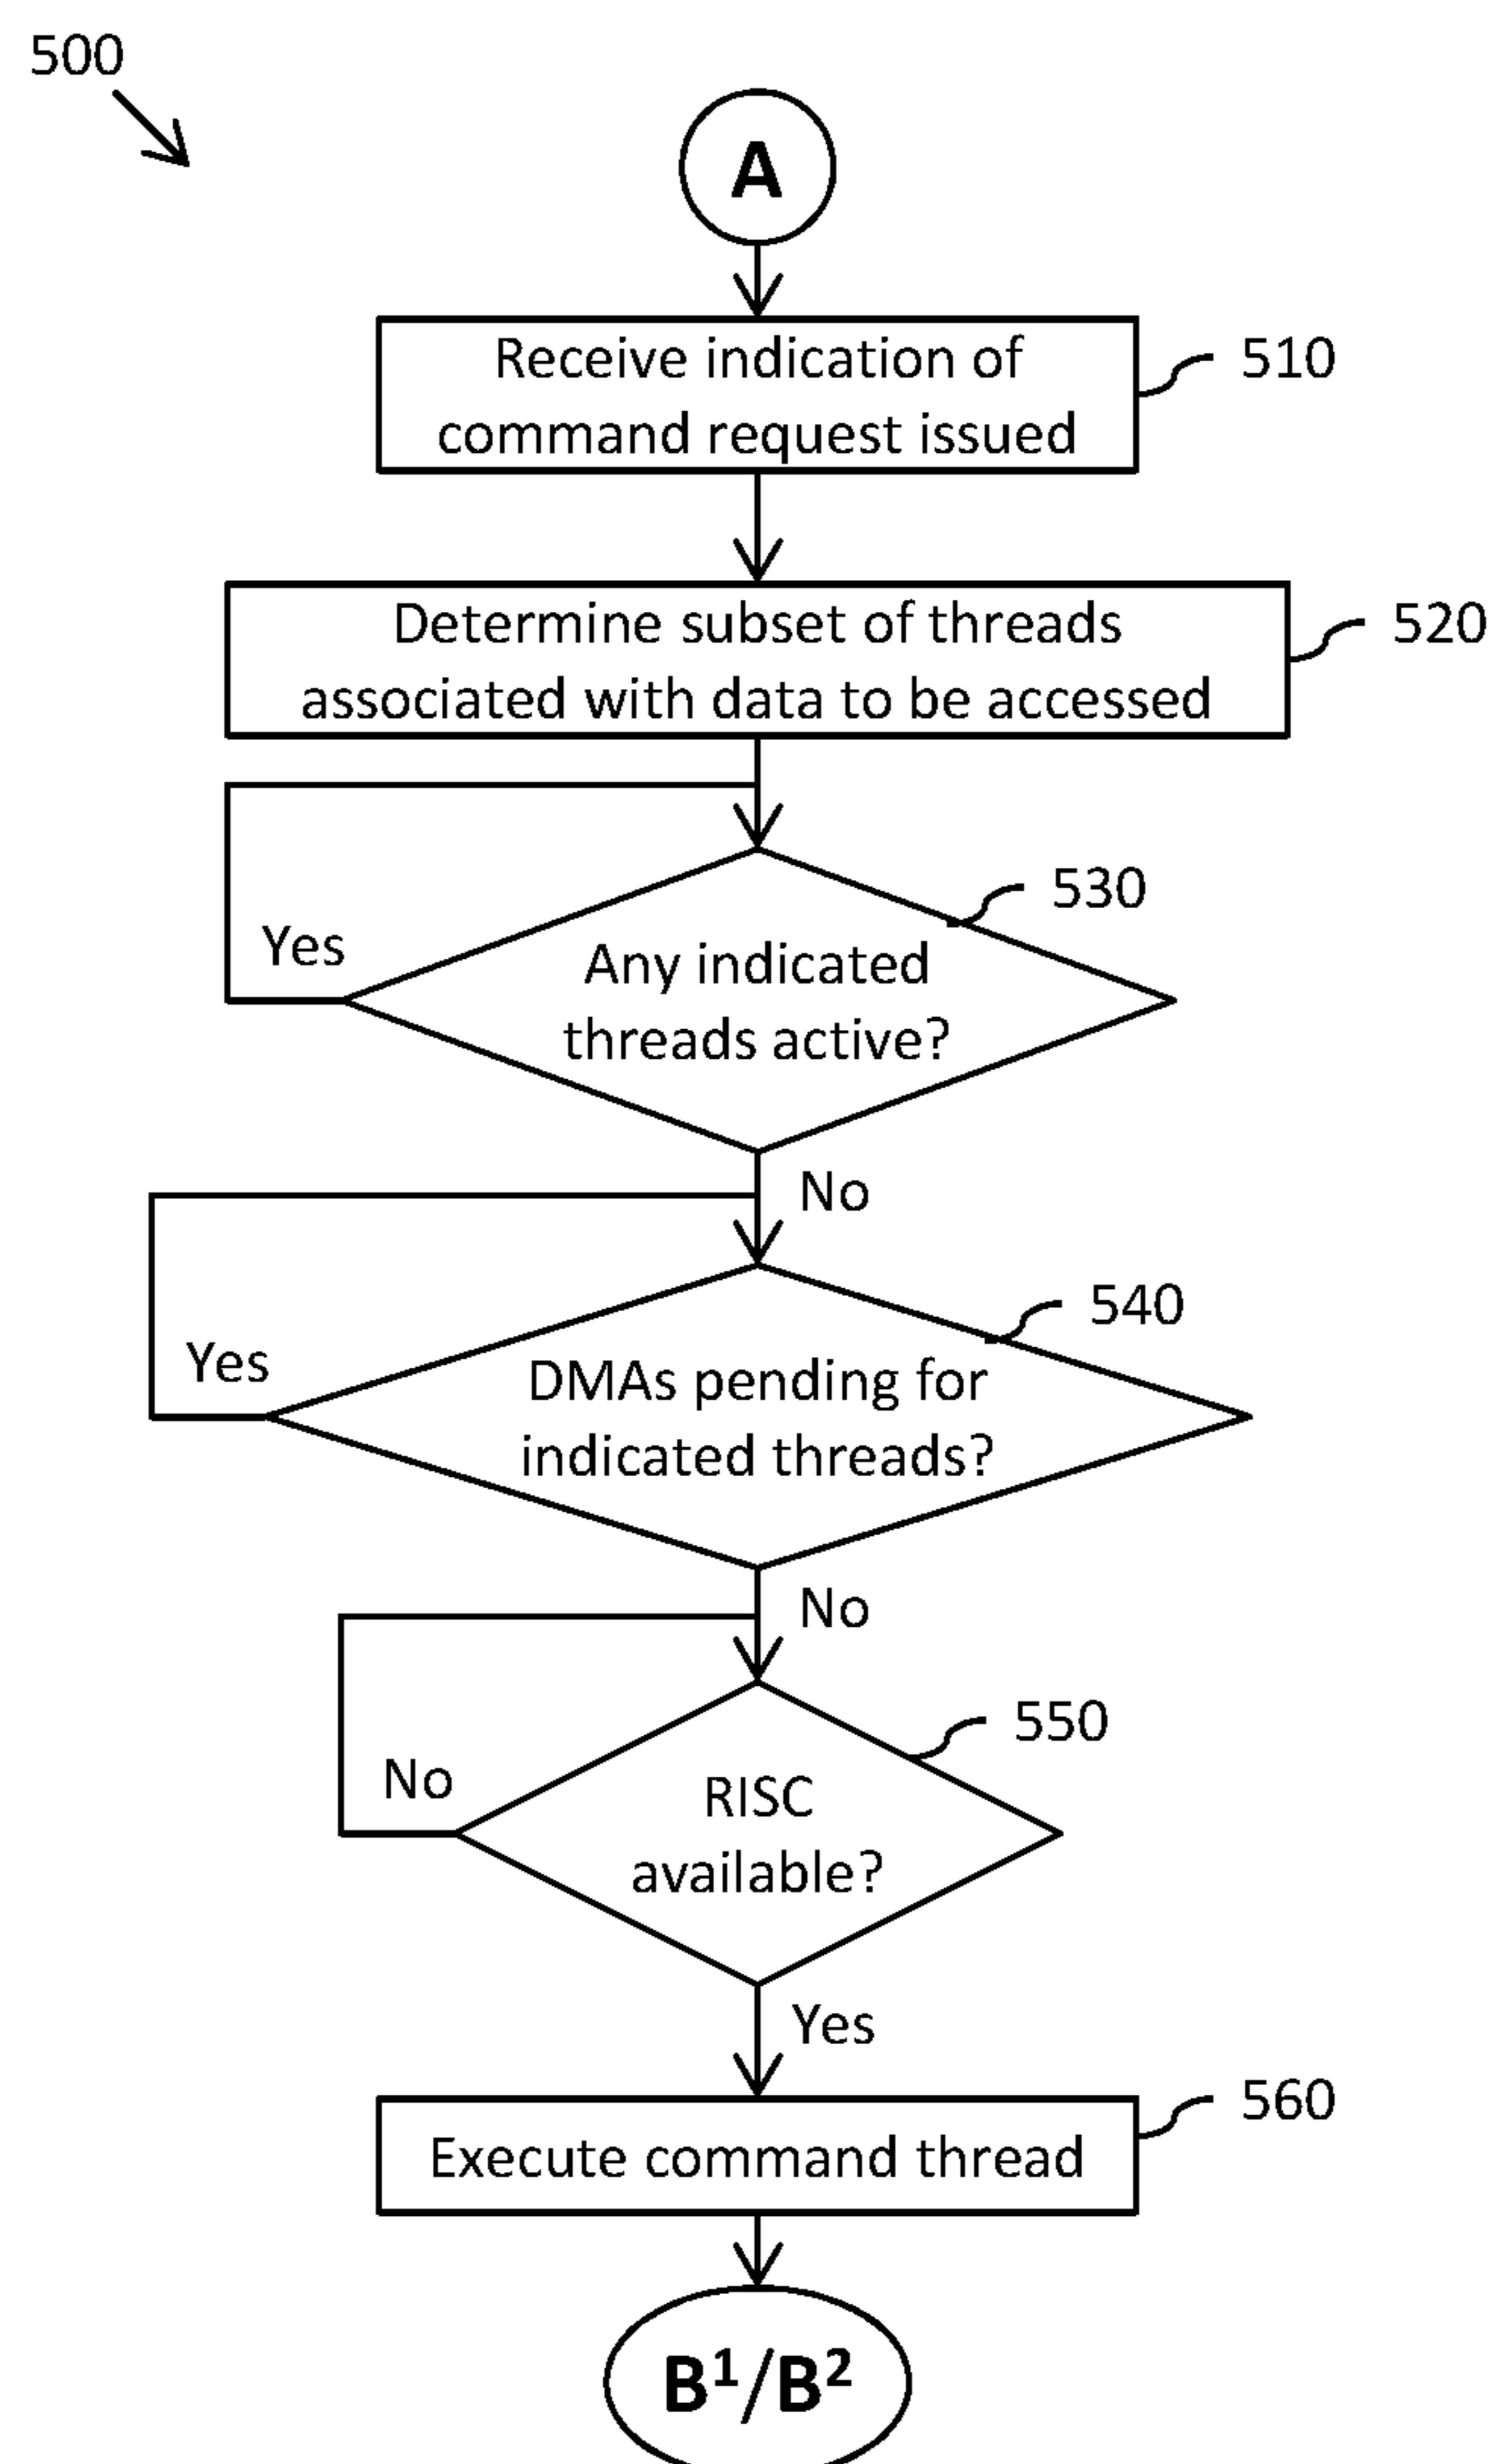 500
A
Receive indication of
command request issued
510
Determine subset of threads
associated with data to be accessed
520
530
Yes
Any indicated
threads active?
No
540
Yes
DMAs pending for
indicated threads?
No
550
No
RISC
available?
Yes
560
Execute command thread
B¹/B²